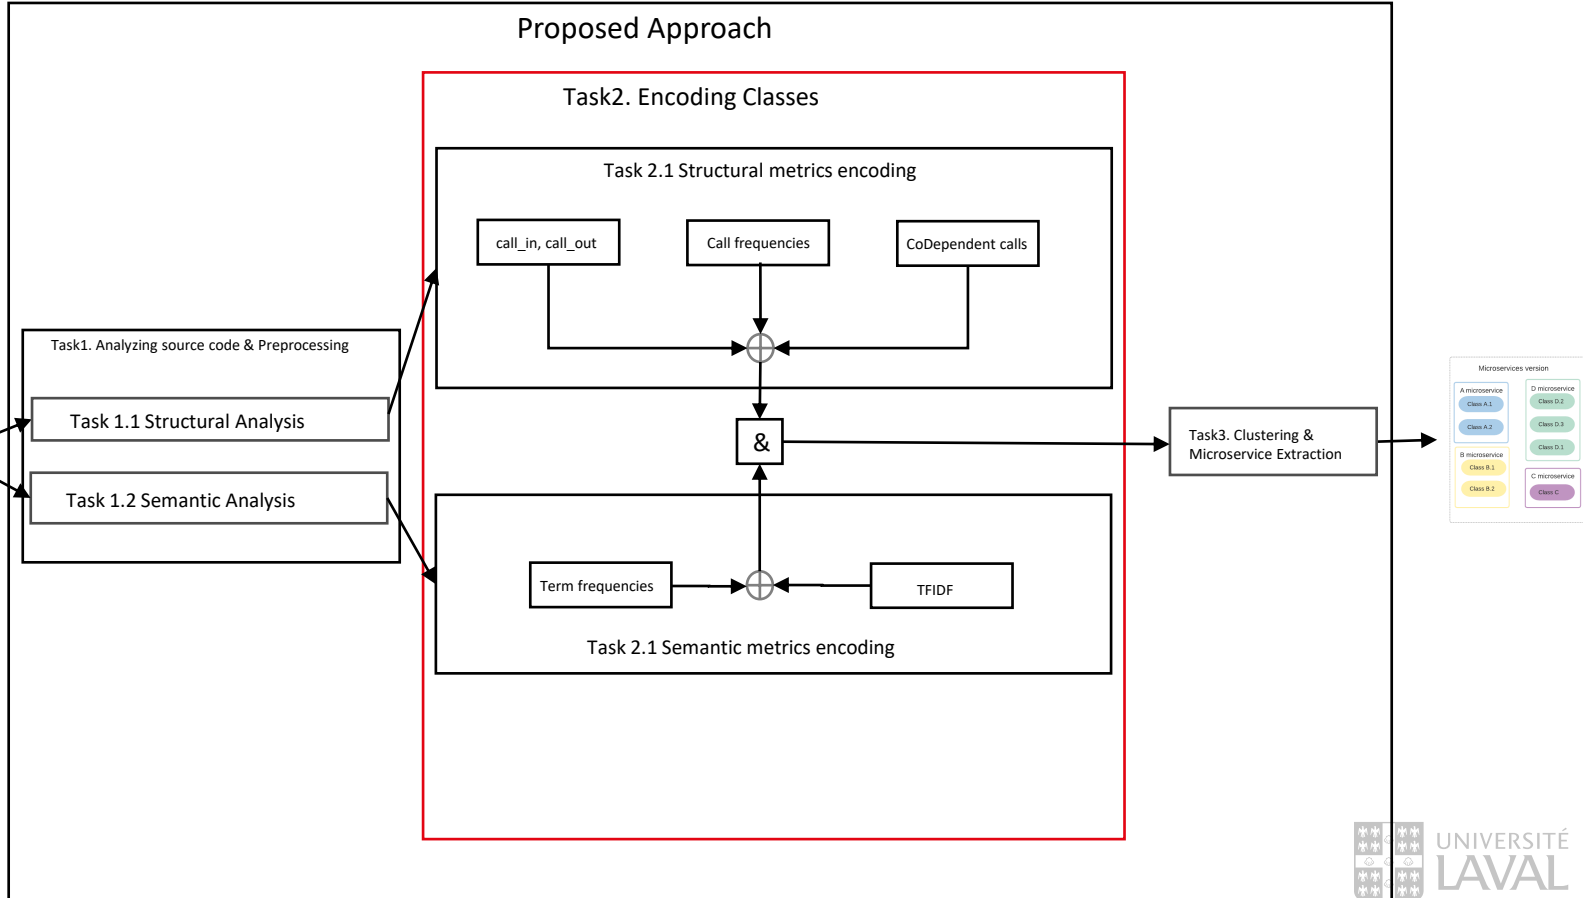 Proposed Approach
Task2. Encoding Classes
Task 2.1 Structural metrics encoding
call_in, call_out
Call frequencies
CoDependent calls
Task1. Analyzing source code & Preprocessing
Task 1.1 Structural Analysis
Task 1.2 Semantic Analysis
&
Term frequencies
TFIDF
Task 2.1 Semantic metrics encoding
Task3. Clustering &
Microservice Extraction
Microservices version
A microservice
Class A.1
Class A.2
B microservice
Class B.1
Class B.2
D microservice
Class D.2
Class D.3
Class D.1
C microservice
Class C
UNIVERSITÉ
LAVAL